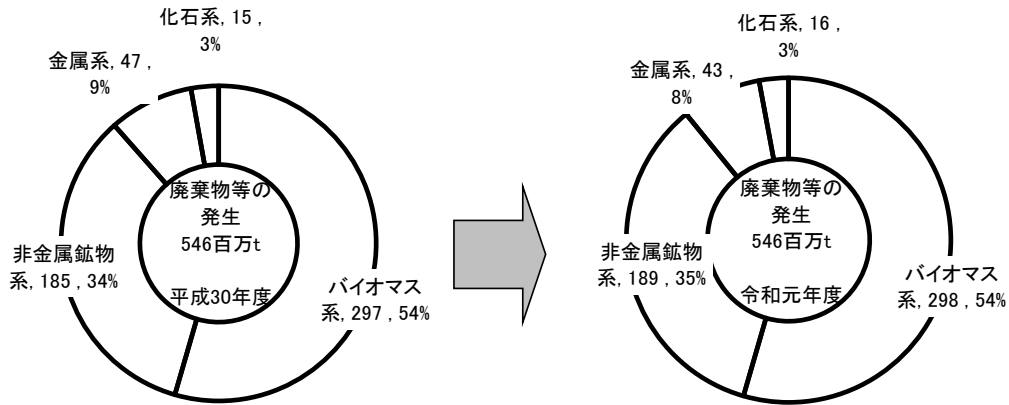 化石系, 15 ,
3%
金属系, 47 ,
9%
廃棄物等の
発生
546百万t
平成30年度
非金属鉱物
系, 185 , 34%
バイオマス
系, 297 , 54%
化石系, 16 ,
3%
金属系, 43 ,
8%
廃棄物等の
発生
546百万t
令和元年度
非金属鉱物
系, 189 , 35%
バイオマス
系, 298 , 54%